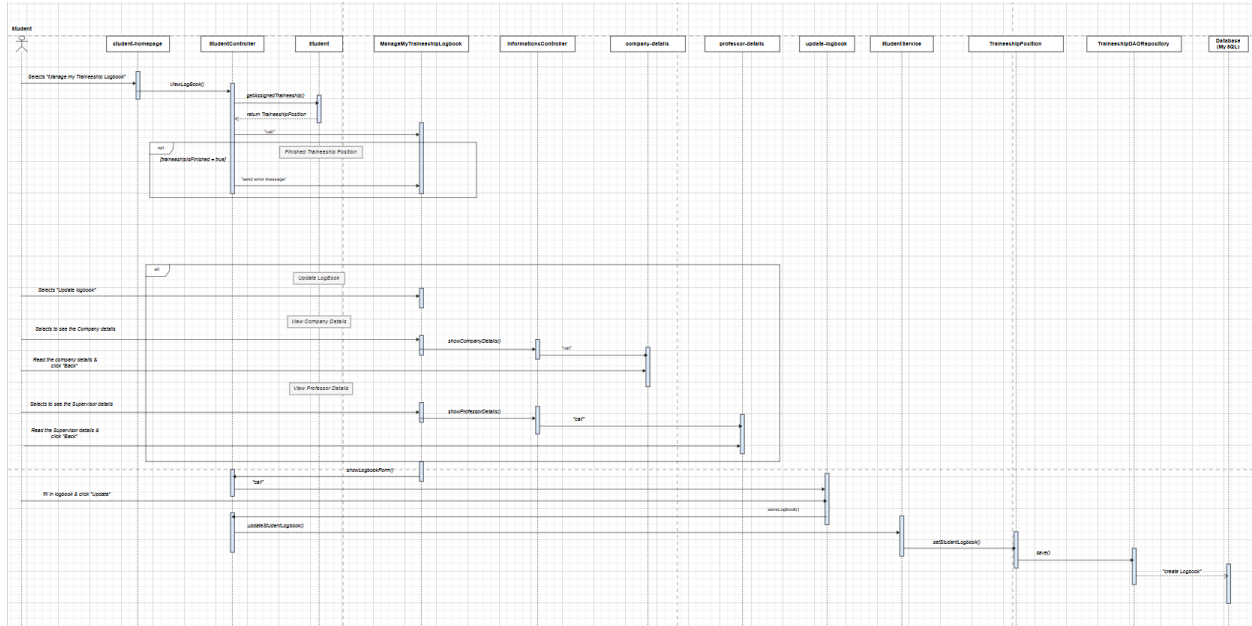 Student
student-homepage
StudentController
Student
ManageMyTraineeshipLogbook
InformationsController
company-details
professor-details
update-logbook
StudentService
TraineeshipPosition
TraineeshipDAORepository
Database
(My SQL)
Selects "Manage my Traineeship Logbook"
ViewLogBook()
getAssignedTraineeship()
return TraineeshipPosition
"call"
opt
Finished Traineeship Position
[traineeshipIsFinished = true]
"send error message"
alt
Update LogBook
Selects "Update logbook"
View Company Details
Selects to see the Company details
showCompanyDetails()
"call"
Read the company details &
click "Back"
View Professor Details
Selects to see the Supervisor details
showProfessorDetails()
"call"
Read the Supervisor details &
click "Back"
showLogbookForm()
"call"
fill in logbook & click "Update"
saveLogbook()
updateStudentLogbook()
setStudentLogbook()
save()
"create Logbook"